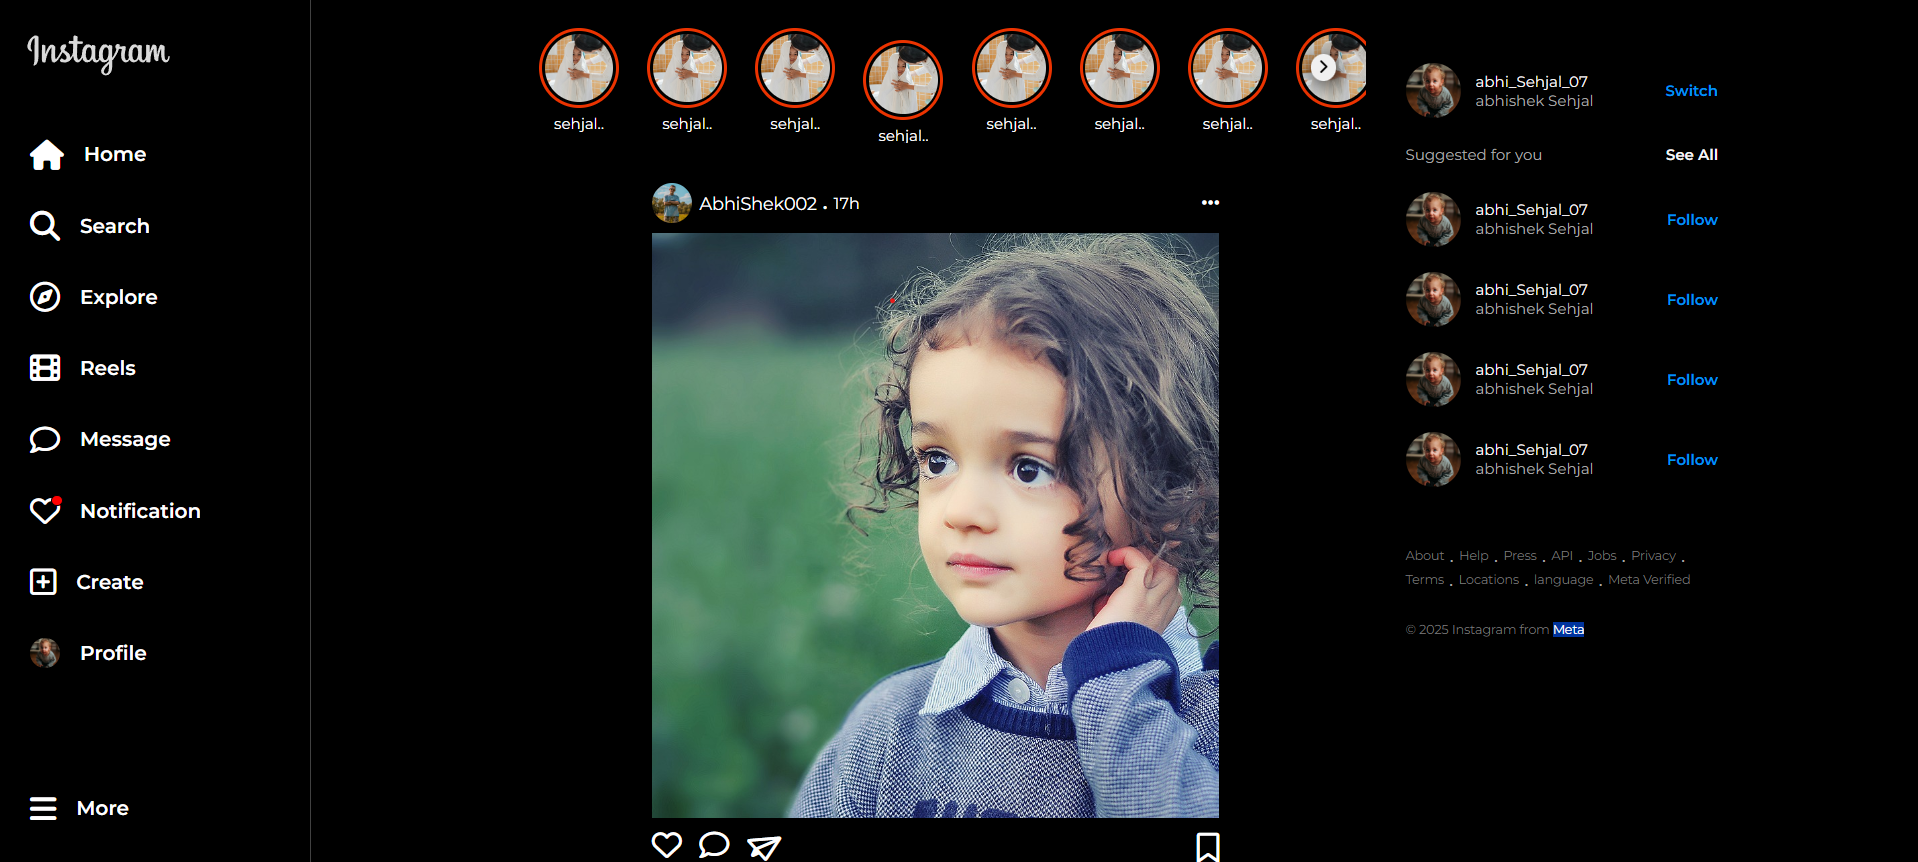 Instagram
Home
Search
Explore
Reels
Message
Notification
Create
Profile
More
sehjal.. sehjal.. sehjal.. sehjal.. sehjal.. sehjal.. sehjal.. sehjal..
AbhiShek002 . 17h
abhi_Sehjal_07
abhishek Sehjal
Switch
Suggested for you See All
abhi_Sehjal_07
abhishek Sehjal
Follow
abhi_Sehjal_07
abhishek Sehjal
Follow
abhi_Sehjal_07
abhishek Sehjal
Follow
abhi_Sehjal_07
abhishek Sehjal
Follow
About . Help . Press . API . Jobs . Privacy .
Terms . Locations . language . Meta Verified
© 2025 Instagram from Meta